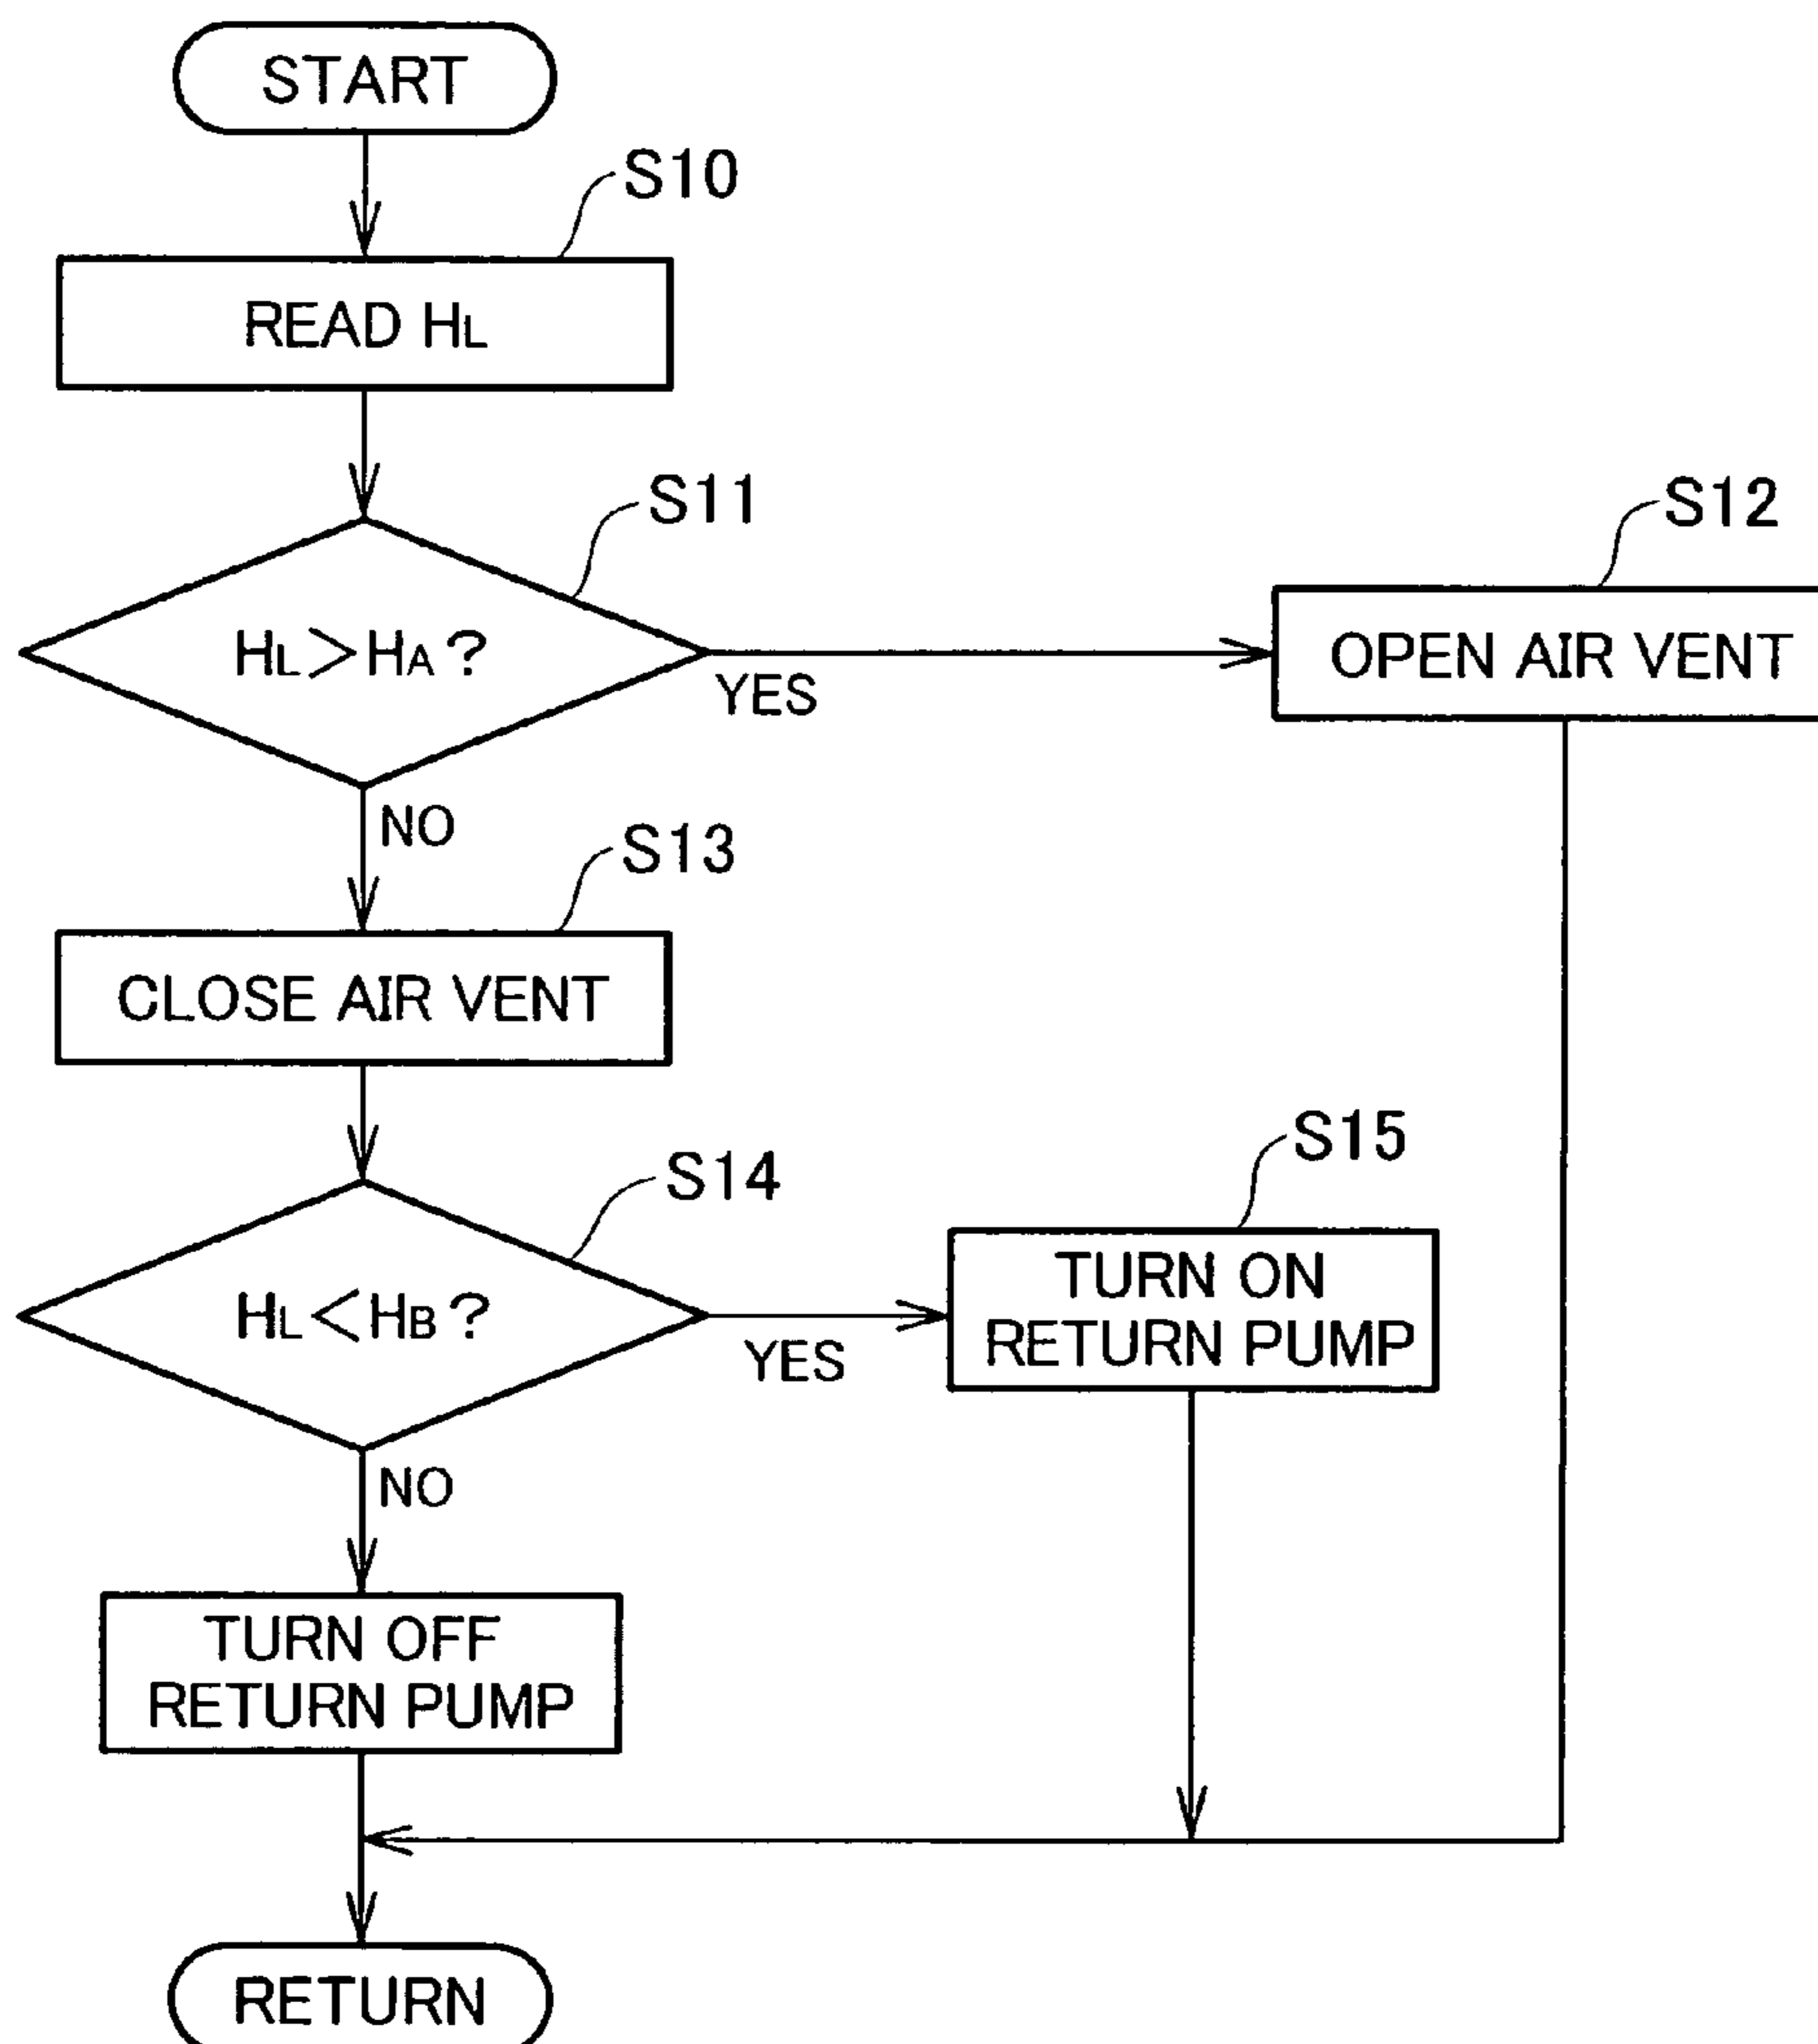 START
S10
READ HL
S11
S12
HL>HA?
OPEN AIR VENT
YES
NO
S13
CLOSE AIR VENT
S14
S15
HL<HB?
TURN ON
RETURN PUMP
YES
NO
TURN OFF
RETURN PUMP
RETURN